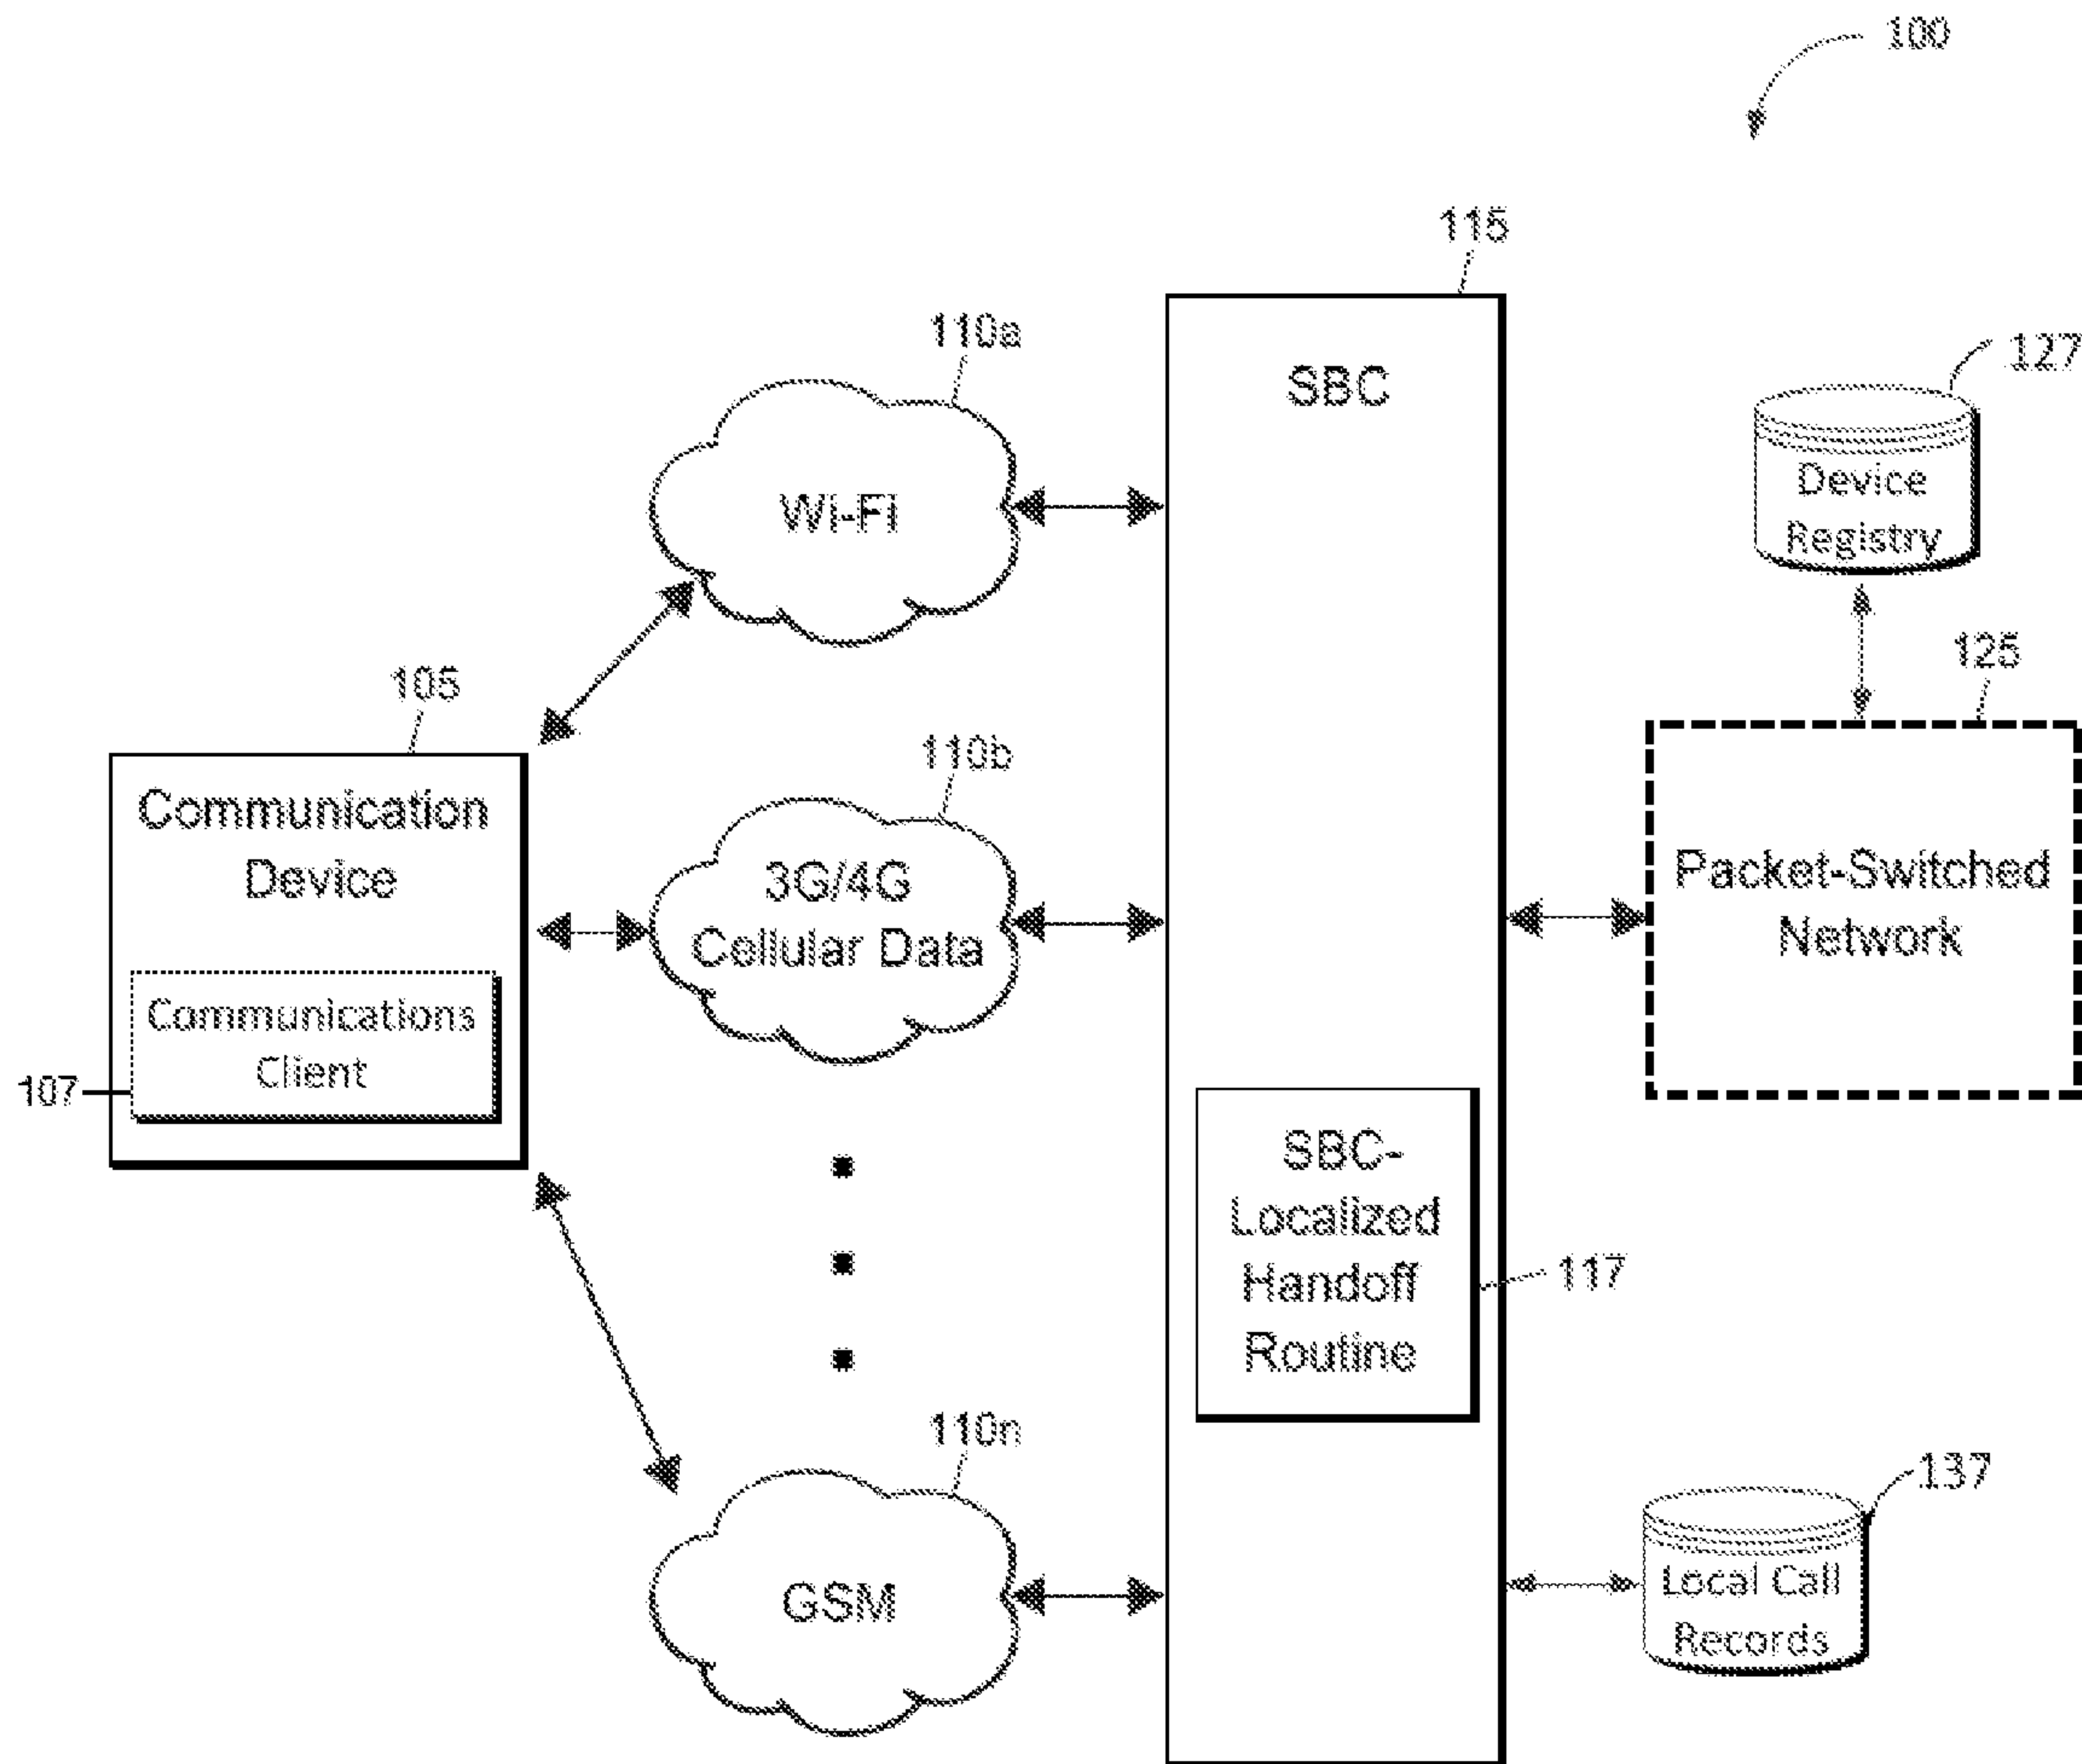 100
115
110a
SBC
127
Wi-Fi
Device
Registry
105
110b
125
Communication
Device
3G/4G
Cellular Data
Packet-Switched
Network
Communications
Client
107
SBC-
Localized
Handoff
Routine
117
110n
137
GSM
Local Call
Records